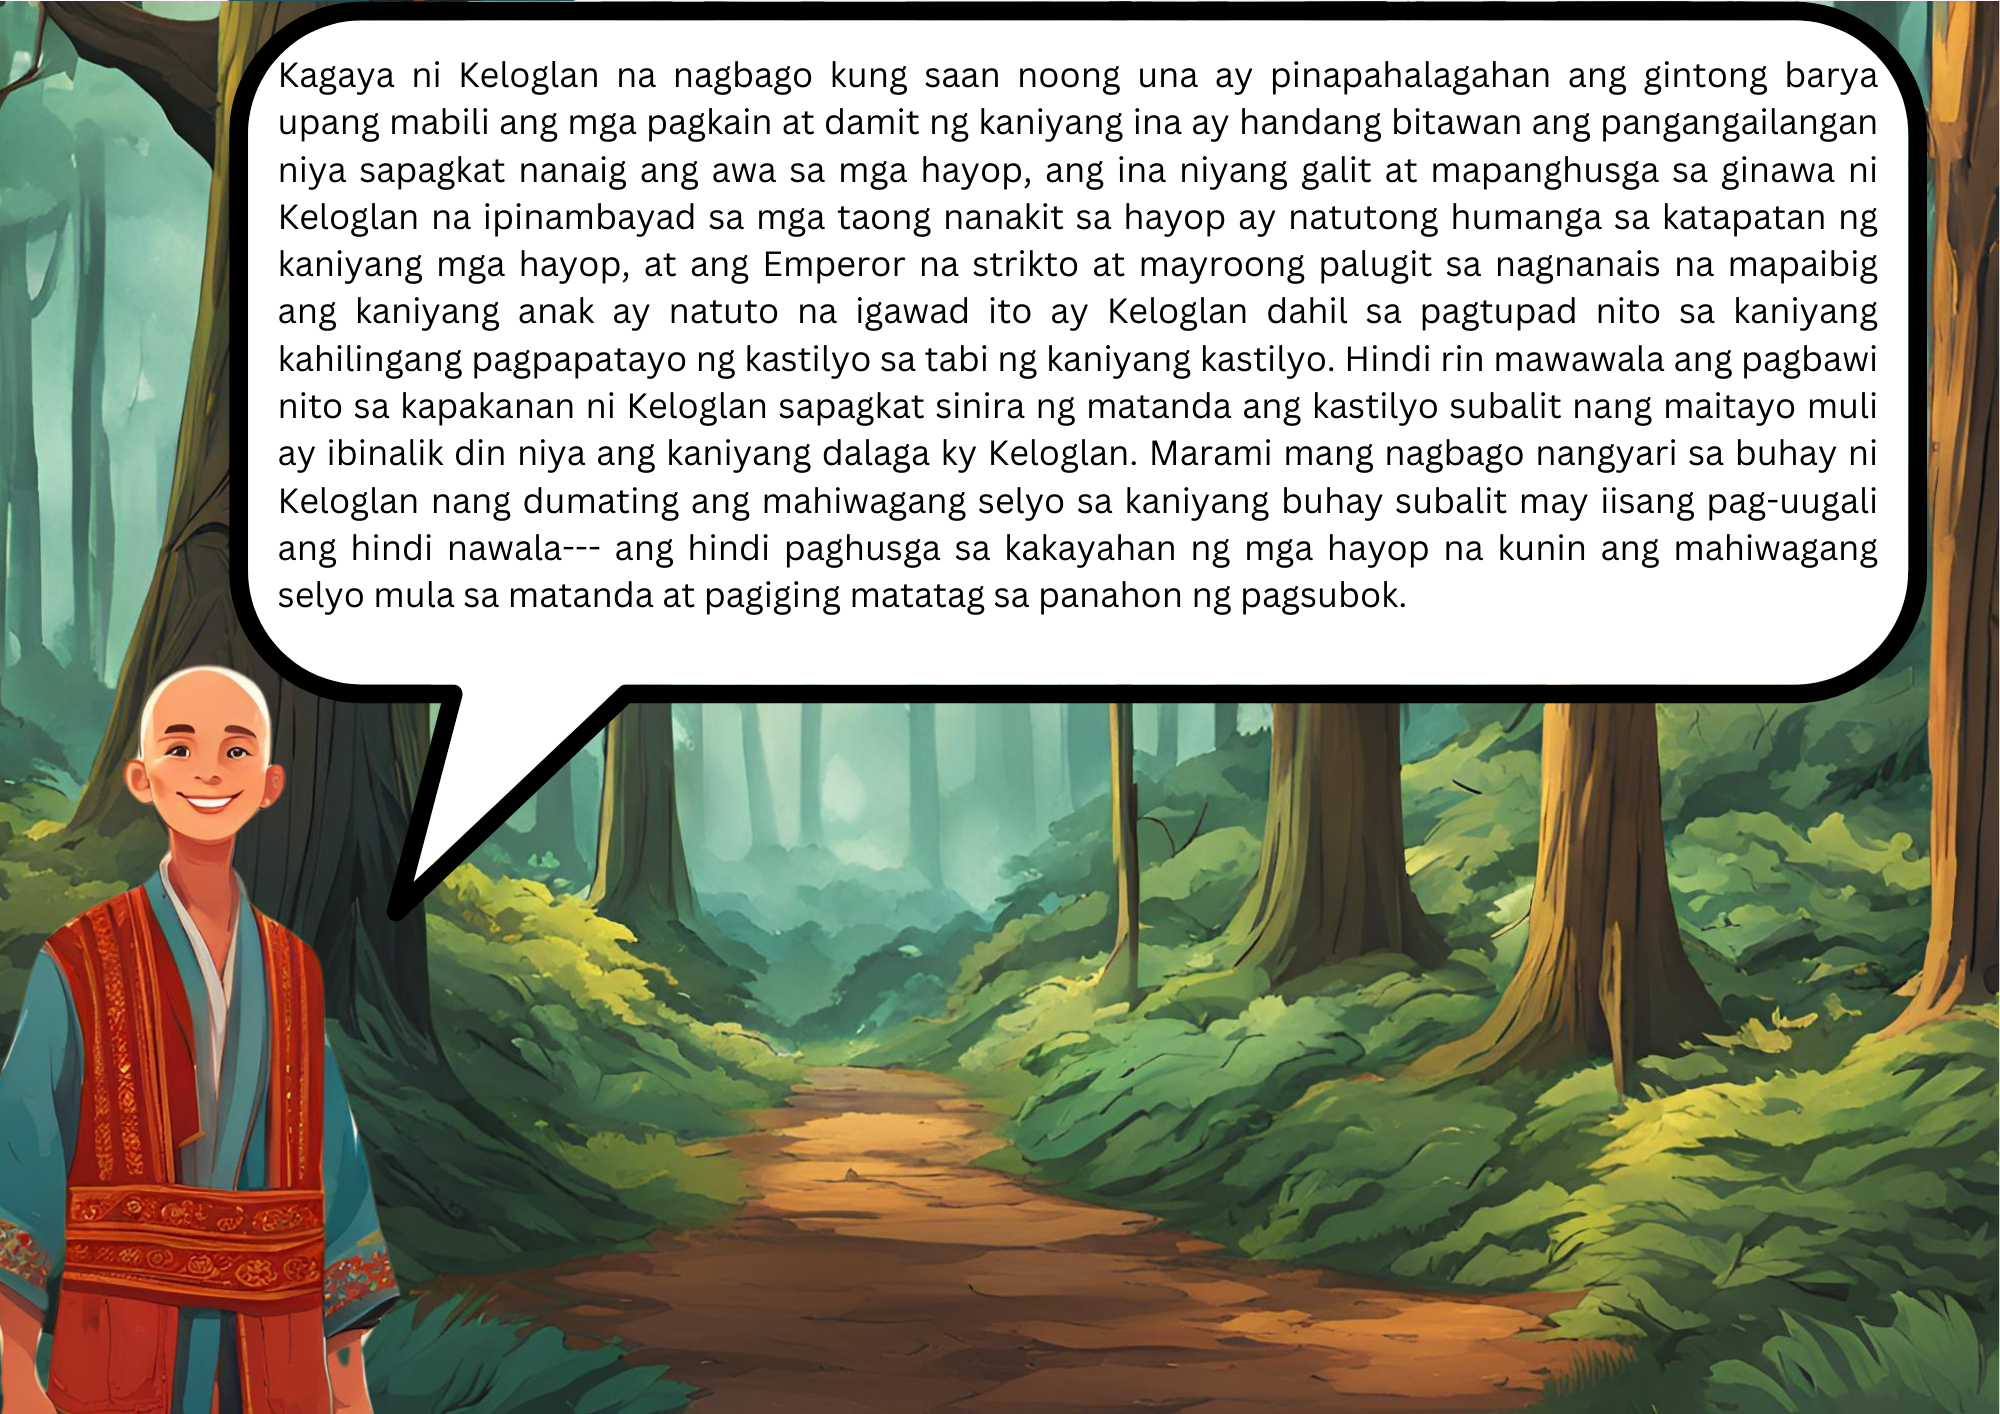 Kagaya ni Keloglan na nagbago kung saan noong una ay pinapahalagahan ang gintong barya
upang mabili ang mga pagkain at damit ng kaniyang ina ay handang bitawan ang pangangailangan
niya sapagkat nanaig ang awa sa mga hayop, ang ina niyang galit at mapanghusga sa ginawa ni
Keloglan na ipinambayad sa mga taong nanakit sa hayop ay natutong humanga sa katapatan ng
kaniyang mga hayop, at ang Emperor na strikto at mayroong palugit sa nagnanais na mapaibig
ang kaniyang anak ay natuto na igawad ito ay Keloglan dahil sa pagtupad nito sa kaniyang
kahilingang pagpapatayo ng kastilyo sa tabi ng kaniyang kastilyo. Hindi rin mawawala ang pagbawi
nito sa kapakanan ni Keloglan sapagkat sinira ng matanda ang kastilyo subalit nang maitayo muli
ay ibinalik din niya ang kaniyang dalaga ky Keloglan. Marami mang nagbago nangyari sa buhay ni
Keloglan nang dumating ang mahiwagang selyo sa kaniyang buhay subalit may iisang pag-uugali
ang hindi nawala--- ang hindi paghusga sa kakayahan ng mga hayop na kunin ang mahiwagang
selyo mula sa matanda at pagiging matatag sa panahon ng pagsubok.